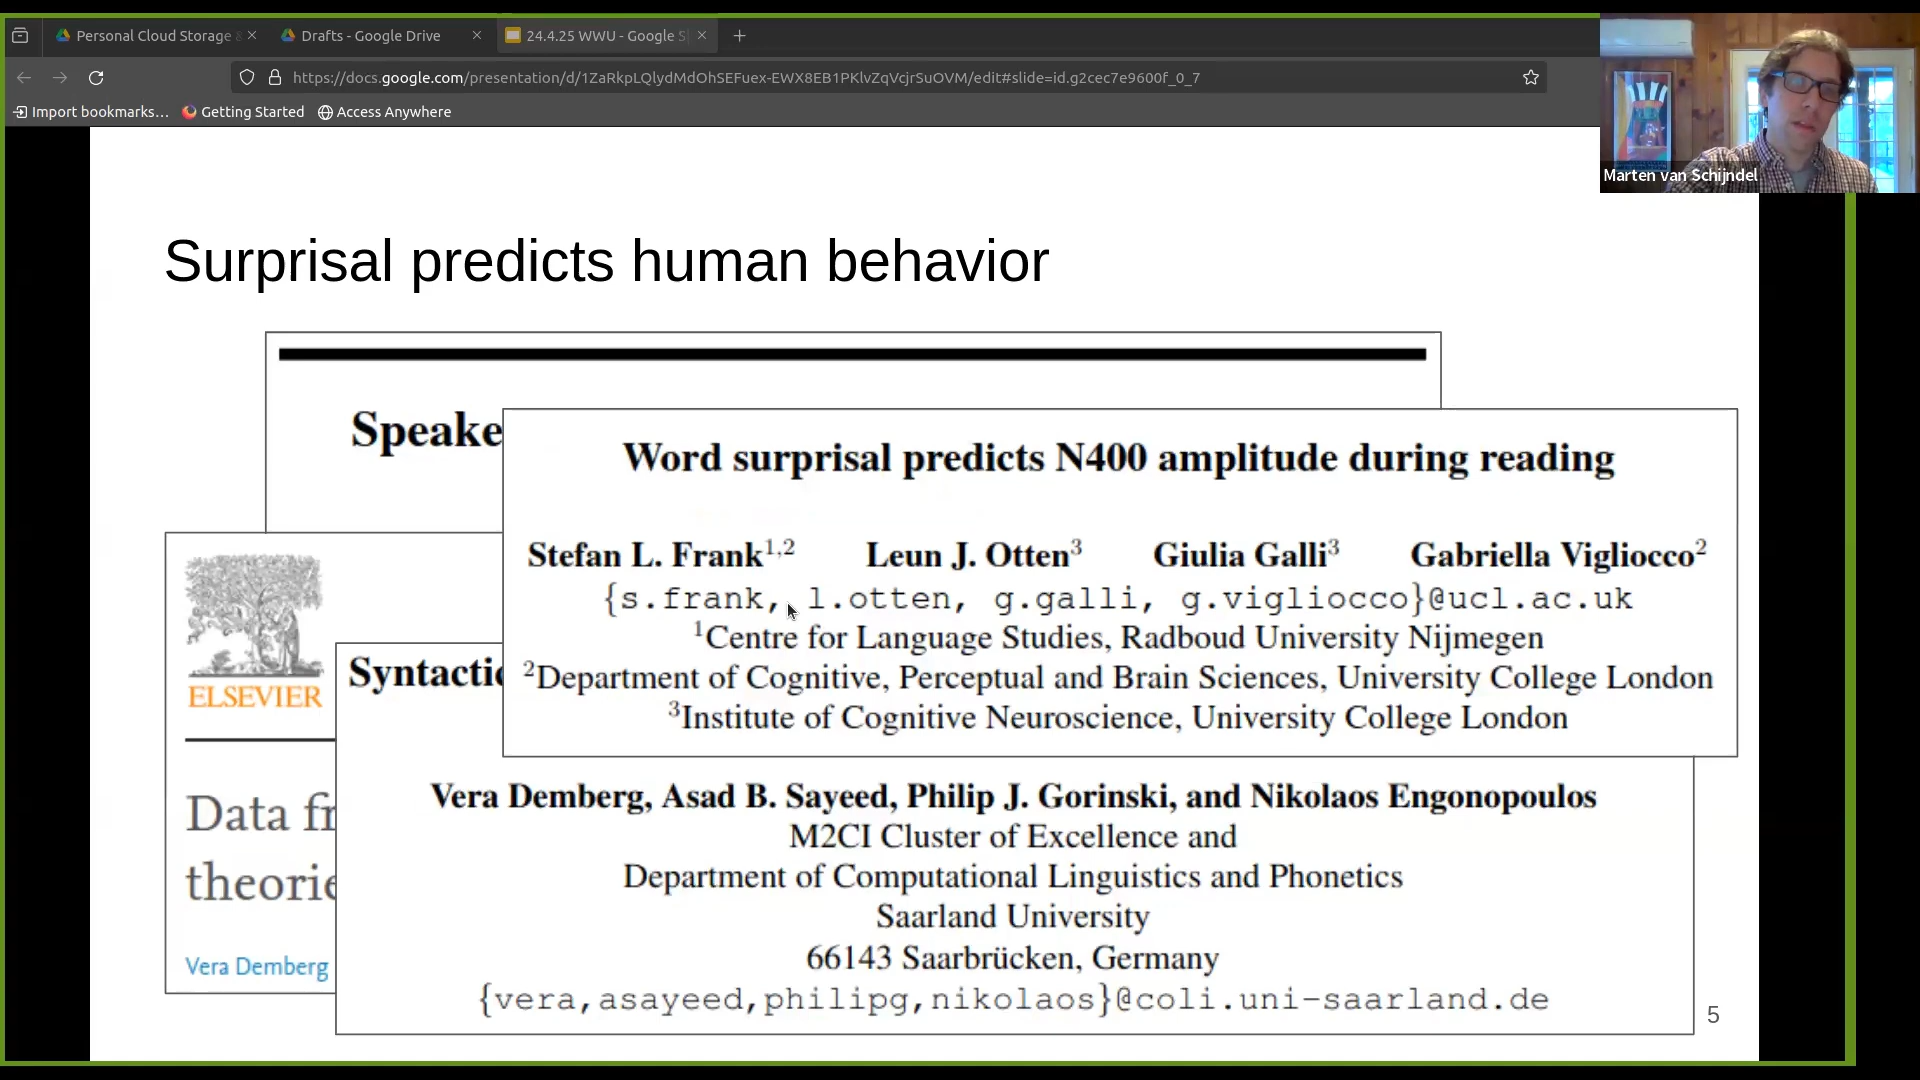 Personal Cloud Storage
Drafts - Google Drive
24.4.25 WWU - Google S
https://docs.google.com/presentation/d/1ZaRkpLQlydMdOhSEFuex-EWX8EB1PKlvZqVcjrSuOVM/edit#slide=id.g2cec7e9600f_0_7
Import bookmarks...
Getting Started
Access Anywhere
Marten van Schijndel
Surprisal predicts human behavior
Speake
Word surprisal predicts N400 amplitude during reading
Stefan L. Frank1,2 Leun J. Otten3 Giulia Galli3 Gabriella Vigliocco2
{s.frank, l.otten, g.galli, g.vigliocco}@ucl.ac.uk
1Centre for Language Studies, Radboud University Nijmegen
2Department of Cognitive, Perceptual and Brain Sciences, University College London
3Institute of Cognitive Neuroscience, University College London
ELSEVIER
Syntactic
Data fr
theorie
Vera Demberg
Vera Demberg, Asad B. Sayeed, Philip J. Gorinski, and Nikolaos Engonopoulos
M2CI Cluster of Excellence and
Department of Computational Linguistics and Phonetics
Saarland University
66143 Saarbrücken, Germany
{vera,asayeed,philipg,nikolaos}@coli.uni-saarland.de
5